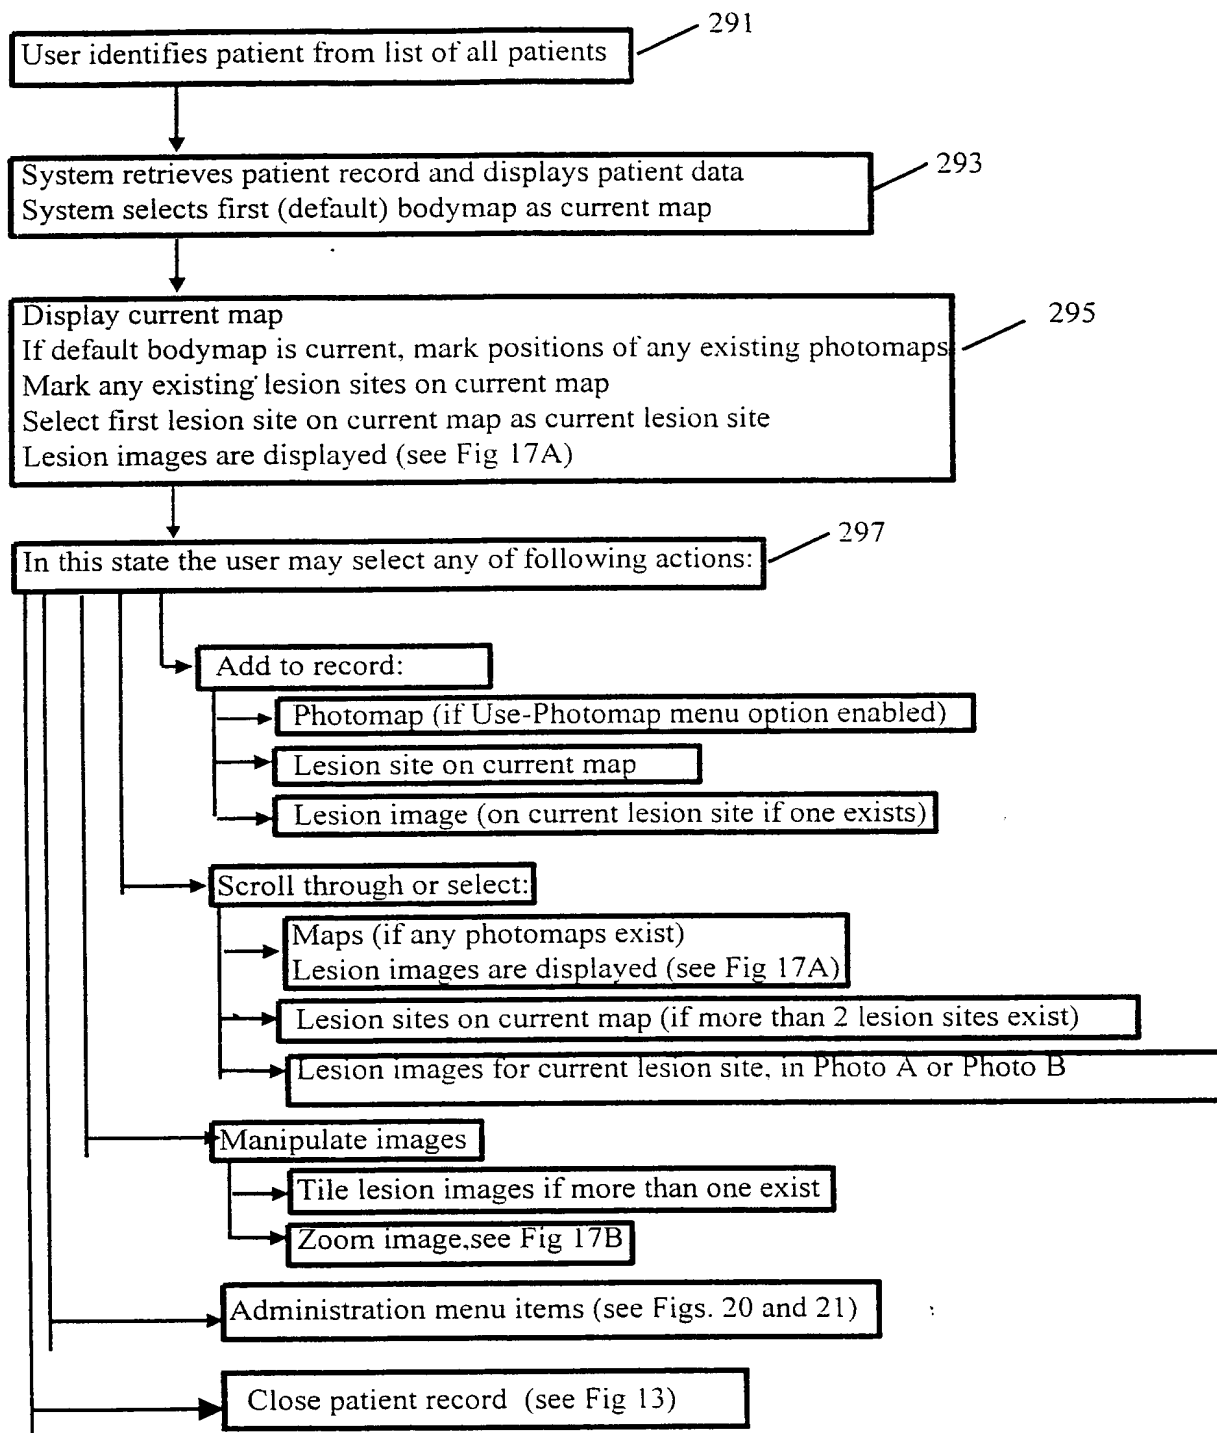 291
User identifies patient from list of all patients
293
System retrieves patient record and displays patient data
System selects first (default) bodymap as current map
295
Display current map
If default bodymap is current, mark positions of any existing photomaps
Mark any existing lesion sites on current map
Select first lesion site on current map as current lesion site
Lesion images are displayed (see Fig 17A)
297
In this state the user may select any of following actions:
Add to record:
Photomap (if Use-Photomap menu option enabled)
Lesion site on current map
Lesion image (on current lesion site if one exists)
Scroll through or select:
Maps (if any photomaps exist)
Lesion images are displayed (see Fig 17A)
Lesion sites on current map (if more than 2 lesion sites exist)
Lesion images for current lesion site, in Photo A or Photo B
Manipulate images
Tile lesion images if more than one exist
Zoom image,see Fig 17B
Administration menu items (see Figs. 20 and 21)
Close patient record (see Fig 13)